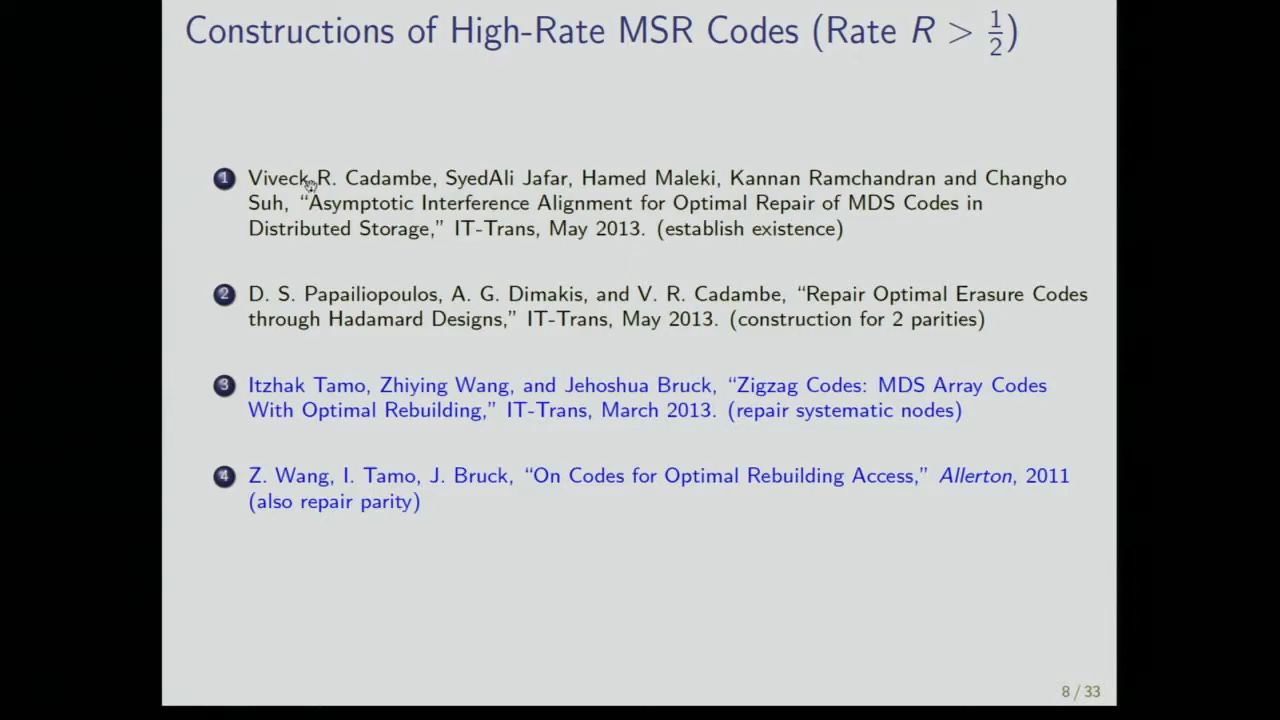 Constructions of High-Rate MSR Codes (Rate R > 1/2)
1 Viveck R. Cadambe, SyedAli Jafar, Hamed Maleki, Kannan Ramchandran and Changho
Suh, “Asymptotic Interference Alignment for Optimal Repair of MDS Codes in
Distributed Storage,” IT-Trans, May 2013. (establish existence)
2 D. S. Papailiopoulos, A. G. Dimakis, and V. R. Cadambe, “Repair Optimal Erasure Codes
through Hadamard Designs,” IT-Trans, May 2013. (construction for 2 parities)
3 Itzhak Tamo, Zhiying Wang, and Jehoshua Bruck, “Zigzag Codes: MDS Array Codes
With Optimal Rebuilding,” IT-Trans, March 2013. (repair systematic nodes)
4 Z. Wang, I. Tamo, J. Bruck, “On Codes for Optimal Rebuilding Access,” Allerton, 2011
(also repair parity)
8 / 33